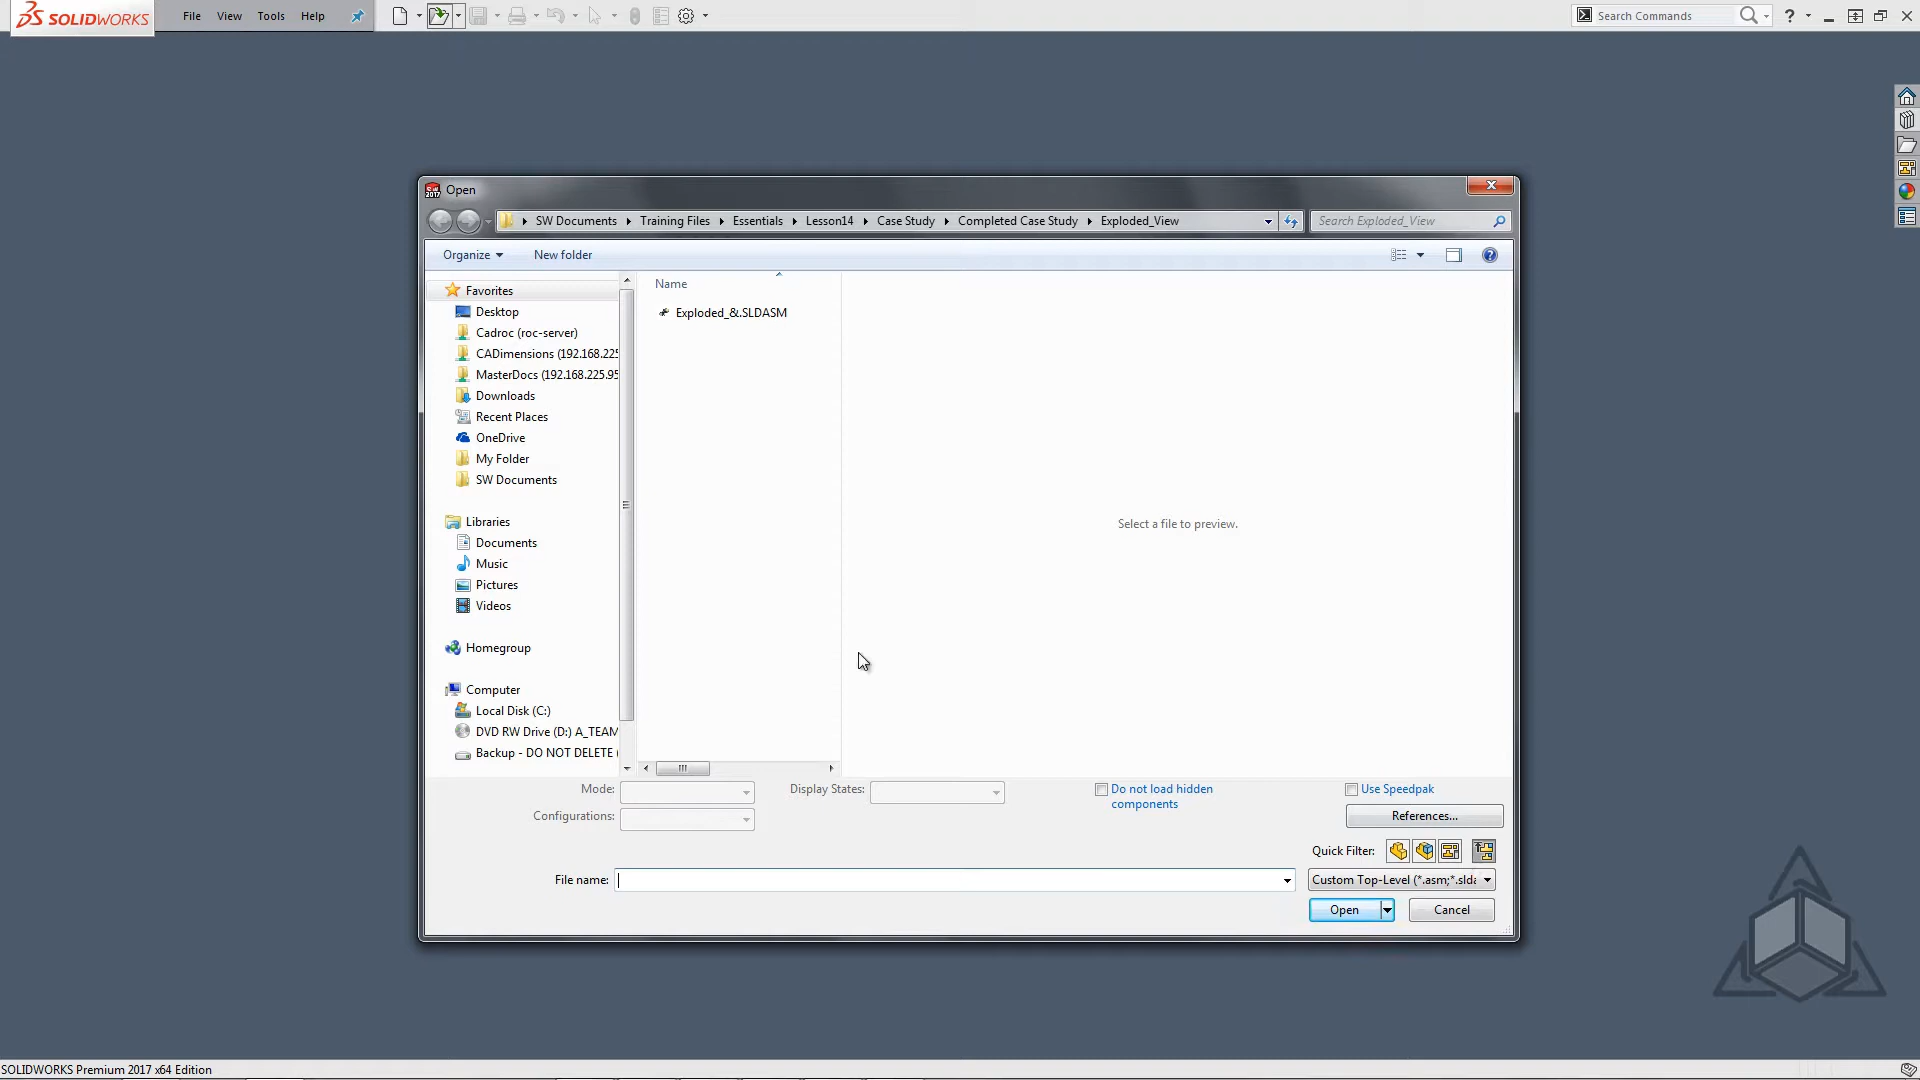 SOLIDWORKS File View Tools Help Search Commands ?
Open
SW Documents Training Files Essentials Lesson14 Case Study Completed Case Study Exploded_View Search Exploded_View
Organize New folder
Name
Exploded_&.SLDASM
Favorites
Desktop
Cadroc (roc-server)
CADimensions (192.168.225
MasterDocs (192.168.225.95
Downloads
Recent Places
OneDrive
My Folder
SW Documents
Libraries
Documents
Music
Pictures
Videos
Homegroup
Computer
Local Disk (C:)
DVD RW Drive (D:) A_TEAM
Backup - DO NOT DELETE (
Select a file to preview.
Mode: Display States: Do not load hidden components Use Speedpak
Configurations: References...
Quick Filter:
File name: Custom Top-Level (*.asm;*.slda
Open Cancel
SOLIDWORKS Premium 2017 x64 Edition